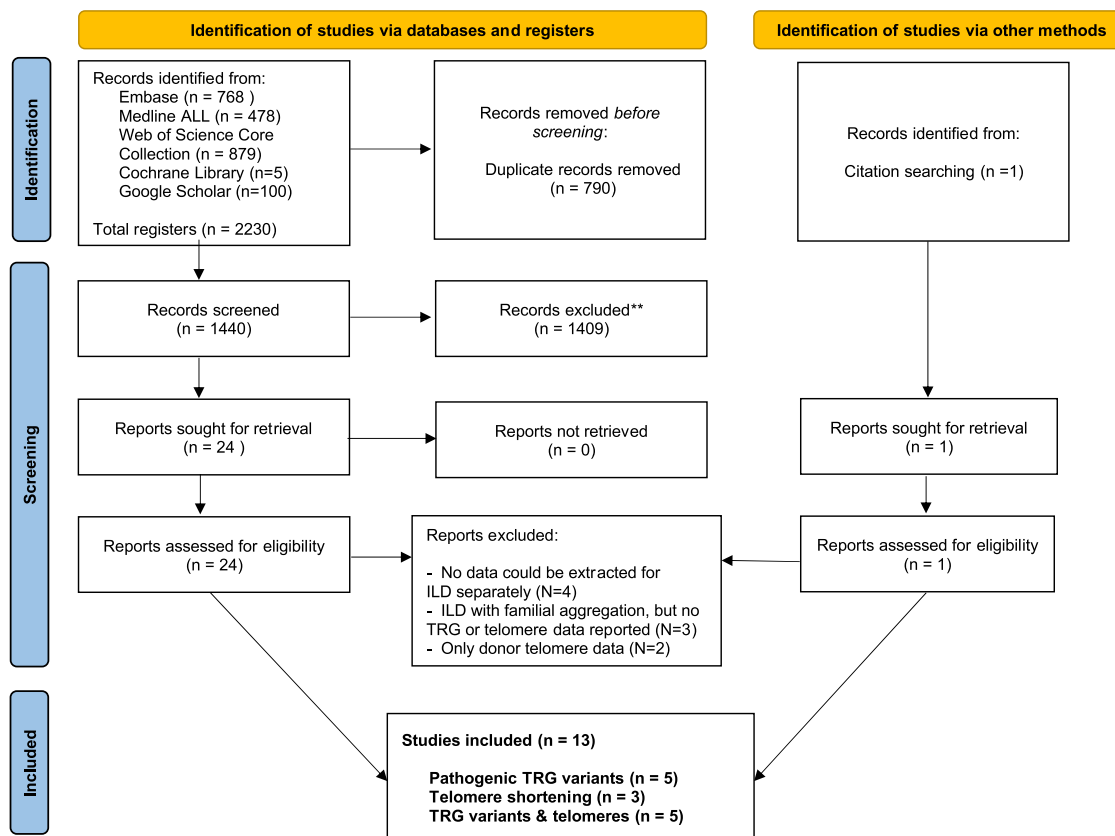 Identification of studies via databases and registers
Identification of studies via other methods
Identification
Records identified from:
Embase (n = 768 )
Medline ALL (n = 478)
Web of Science Core
Collection (n = 879)
Cochrane Library (n=5)
Google Scholar (n=100)
Total registers (n = 2230)
Records removed before
screening:
Duplicate records removed
(n = 790)
Records identified from:
Citation searching (n =1)
Screening
Records screened
(n = 1440)
Records excluded**
(n = 1409)
Reports sought for retrieval
(n = 24 )
Reports not retrieved
(n = 0)
Reports sought for retrieval
(n = 1)
Reports assessed for eligibility
(n = 24)
Reports excluded:
- No data could be extracted for
ILD separately (N=4)
- ILD with familial aggregation, but no
TRG or telomere data reported (N=3)
- Only donor telomere data (N=2)
Reports assessed for eligibility
(n = 1)
Included
Studies included (n = 13)
Pathogenic TRG variants (n = 5)
Telomere shortening (n = 3)
TRG variants & telomeres (n = 5)